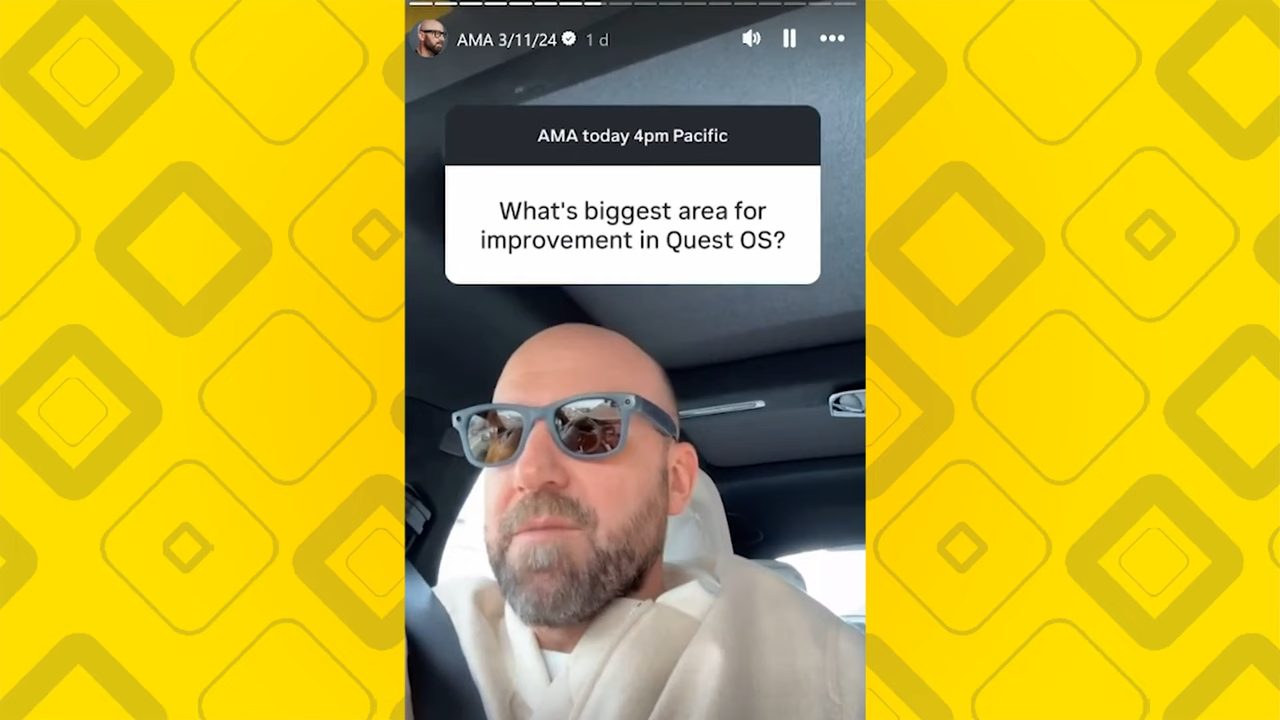 AMA 3/11/24 1 d
AMA today 4pm Pacific
What's biggest area for
improvement in Quest OS?